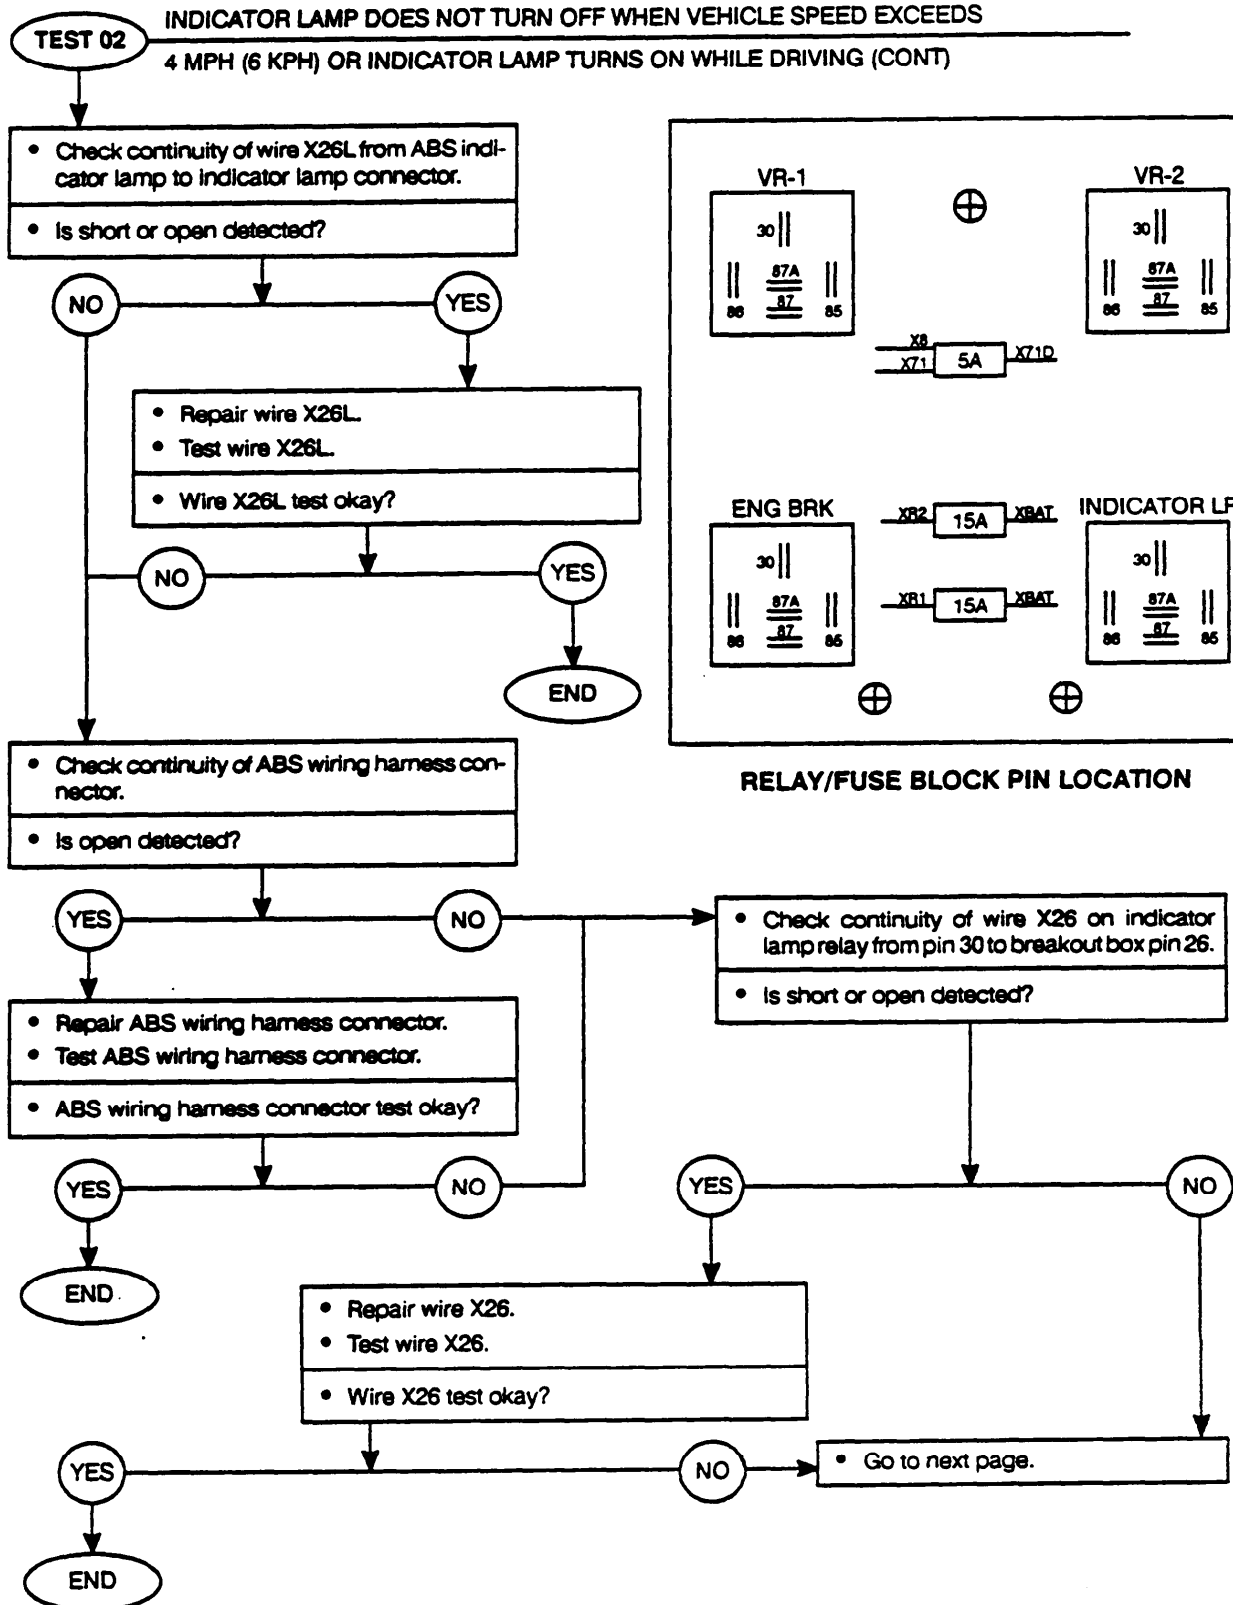 TEST 02
INDICATOR LAMP DOES NOT TURN OFF WHEN VEHICLE SPEED EXCEEDS
4 MPH (6 KPH) OR INDICATOR LAMP TURNS ON WHILE DRIVING (CONT)
• Check continuity of wire X26L from ABS indi-
cator lamp to indicator lamp connector.
• Is short or open detected?
NO
YES
• Repair wire X26L.
• Test wire X26L.
• Wire X26L test okay?
NO
YES
END
VR-1
30
87A
86 87 85
VR-2
30
87A
86 87 85
X8
X71 5A X71D
ENG BRK
30
87A
86 87 85
XR2 15A XBAT
XR1 15A XBAT
INDICATOR LP
30
87A
86 87 85
RELAY/FUSE BLOCK PIN LOCATION
• Check continuity of ABS wiring harness con-
nector.
• Is open detected?
YES
NO
• Check continuity of wire X26 on indicator
lamp relay from pin 30 to breakout box pin 26.
• Is short or open detected?
• Repair ABS wiring harness connector.
• Test ABS wiring harness connector.
• ABS wiring harness connector test okay?
YES
NO
YES
NO
END
• Repair wire X26.
• Test wire X26.
• Wire X26 test okay?
YES
NO
• Go to next page.
END